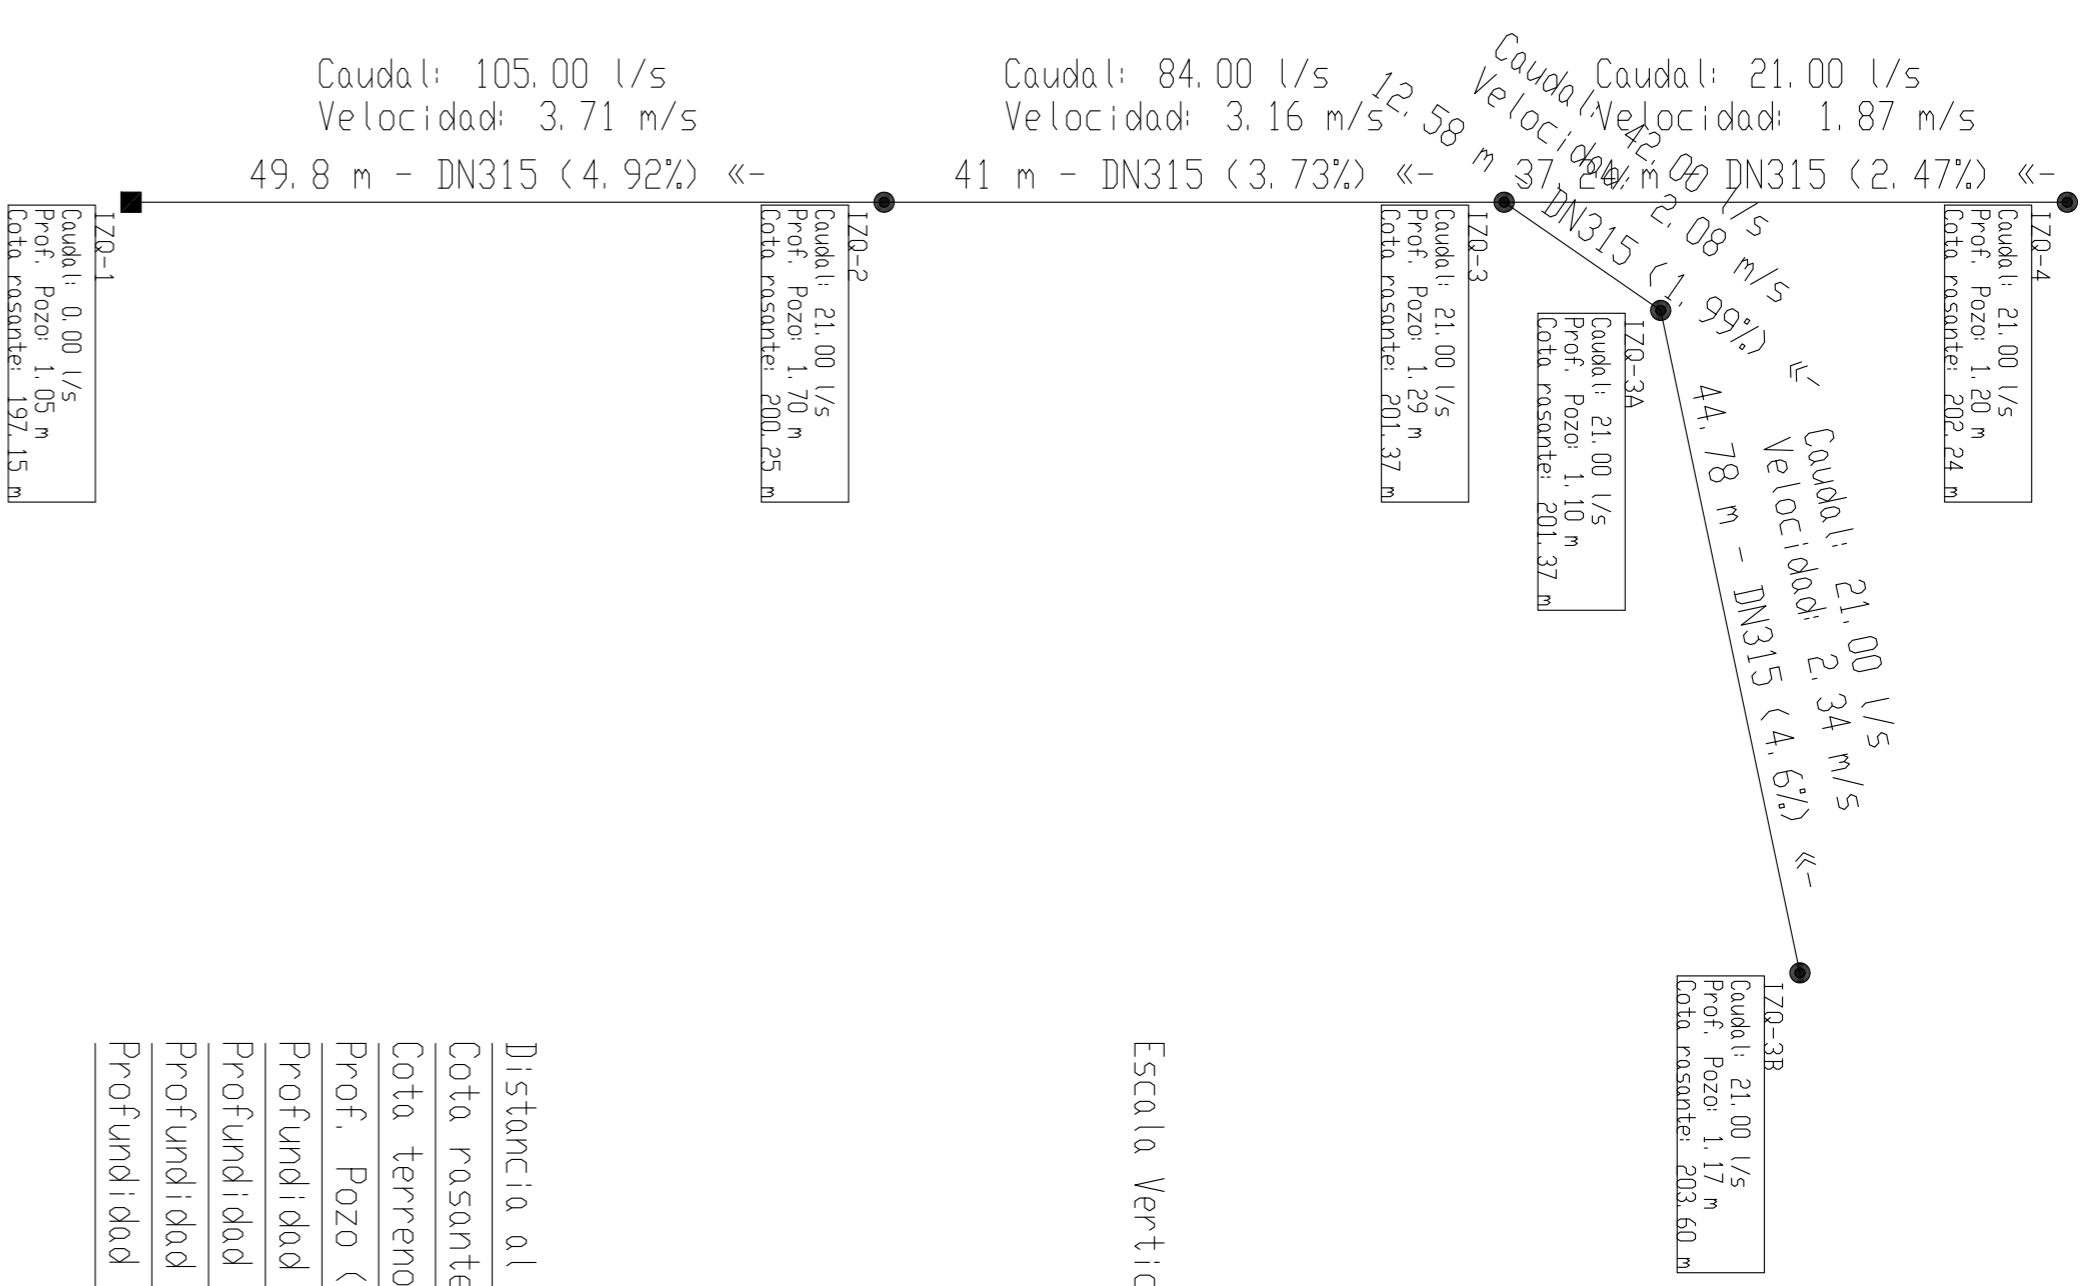 Caudal: 105.00 l/s
Velocidad: 3.71 m/s
49.8 m - DN315 (4.92%) «-
Caudal: 84.00 l/s
Velocidad: 3.16 m/s
41 m - DN315 (3.73%) «-
Caudal: 42.00 l/s
Velocidad: 2.08 m/s
12.58 m - DN315 (1.99%) «-
Caudal: 21.00 l/s
Velocidad: 1.87 m/s
37.24 m - DN315 (2.47%) «-
Caudal: 21.00 l/s
Velocidad: 2.34 m/s
44.78 m - DN315 (4.6%) «-
IZQ-1
Caudal: 0.00 l/s
Prof. Pozo: 1.05 m
Cota rasante: 197.15 m
IZQ-2
Caudal: 21.00 l/s
Prof. Pozo: 1.70 m
Cota rasante: 200.25 m
IZQ-3
Caudal: 21.00 l/s
Prof. Pozo: 1.29 m
Cota rasante: 201.37 m
IZQ-3A
Caudal: 21.00 l/s
Prof. Pozo: 1.10 m
Cota rasante: 201.37 m
IZQ-4
Caudal: 21.00 l/s
Prof. Pozo: 1.20 m
Cota rasante: 202.24 m
IZQ-3B
Caudal: 21.00 l/s
Prof. Pozo: 1.17 m
Cota rasante: 203.60 m
Escala Vertic
Distancia al
Cota rasante
Cota terreno
Prof. Pozo (
Profundidad
Profundidad
Profundidad
Profundidad